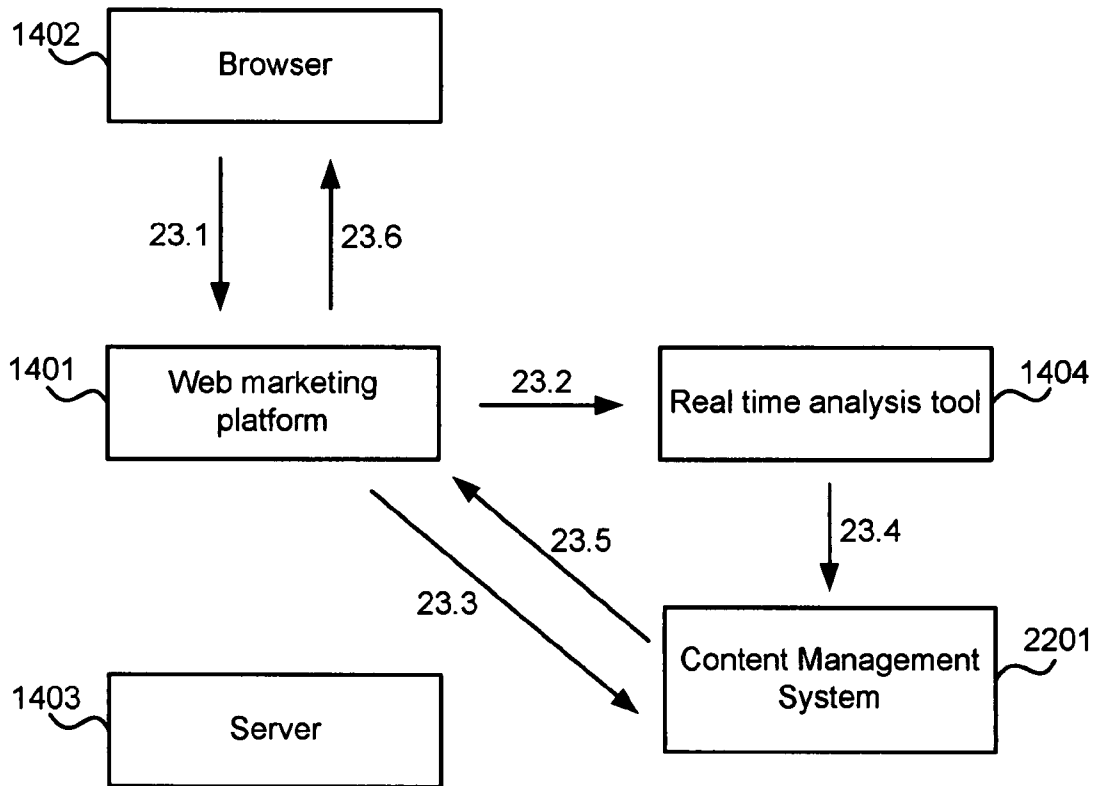 1402
Browser
23.1
23.6
1401
Web marketing
platform
23.2
Real time analysis tool
1404
23.5
23.4
23.3
Content Management
System
2201
1403
Server